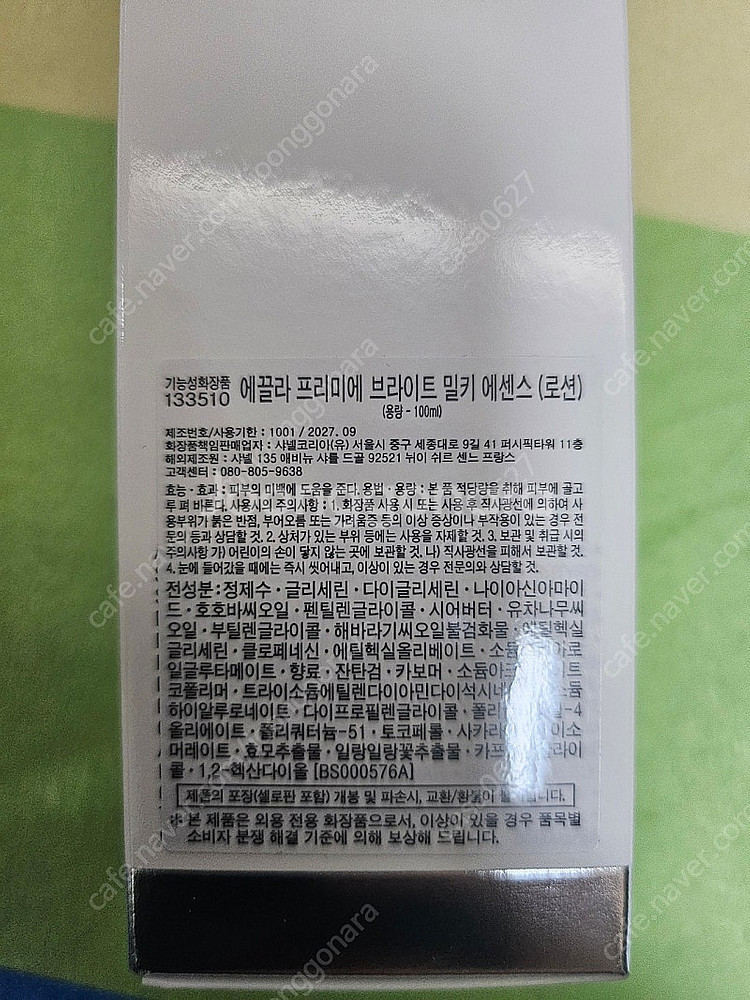 기능성화장품
133510 에끌라 프리미에 브라이트 밀키 에센스 (로션)
(용량 - 100ml)
제조번호/사용기한 : 1001 / 2027. 09
화장품책임판매업자 : 샤넬코리아(유) 서울시 중구 세종대로 9길 41 퍼시픽타워 11층
해외제조원 : 샤넬 135 애비뉴 샤를 드골 92521 뉘이 쉬르 센느 프랑스
고객센터 : 080-805-9638
효능 · 효과 : 피부의 미백에 도움을 준다. 용법 · 용량 : 본 품 적당량을 취해 피부에 골고
루 펴 바른다. 사용시의 주의사항 : 1. 화장품 사용 시 또는 사용 후 직사광선에 의하여 사
용부위가 붉은 반점, 부어오름 또는 가려움증 등의 이상 증상이나 부작용이 있는 경우 전
문의 등과 상담할 것. 2. 상처가 있는 부위 등에는 사용을 자제할 것. 3. 보관 및 취급 시의
주의사항 가) 어린이의 손이 닿지 않는 곳에 보관할 것, 나) 직사광선을 피해서 보관할 것.
4. 눈에 들어갔을 때에는 즉시 씻어내고, 이상이 있는 경우 전문의와 상담할 것.
전성분 : 정제수 · 글리세린 · 다이글리세린 · 나이아신아마이
드 · 호호바씨오일 · 펜틸렌글라이콜 · 시어버터 · 유차나무씨
오일 · 부틸렌글라이콜 · 해바라기씨오일불검화물 · 에틸헥실
글리세린 · 클로페네신 · 에틸헥실올리베이트 · 소듐
일글루타메이트 · 향료 · 잔탄검 · 카보머
코폴리머 · 트라이소듐에틸렌다이아민다이석시네
하이알루로네이트 · 다이프로필렌글라이콜
올리에이트 · 폴리쿼터늄-51 · 토코페롤
머레이트 · 효모추출물 · 일랑일랑꽃추출물
콜 · 1,2-헥산다이올 [BS000576A]
제품의 포장(셀로판 포함) 개봉 및 파손시, 교환/환불이
※ 본 제품은 외용 전용 화장품으로서, 이상이 있을 경우 품목별
소비자 분쟁 해결 기준에 의해 보상해 드립니다.
cafe.naver.com/joonggonara
casa0627